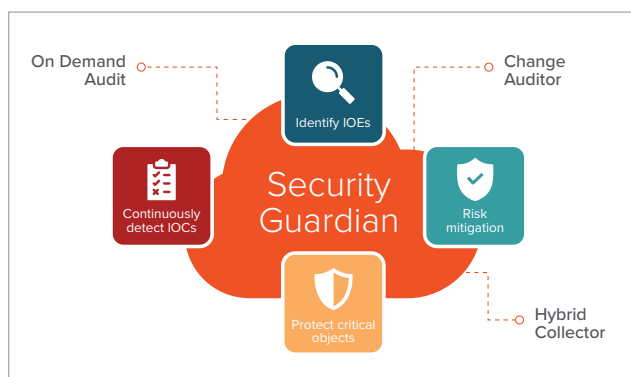 On Demand
Audit
Change
Auditor
Identify IOEs
Continuously
detect IOCs
Security
Guardian
Risk
mitigation
Protect critical
objects
Hybrid
Collector